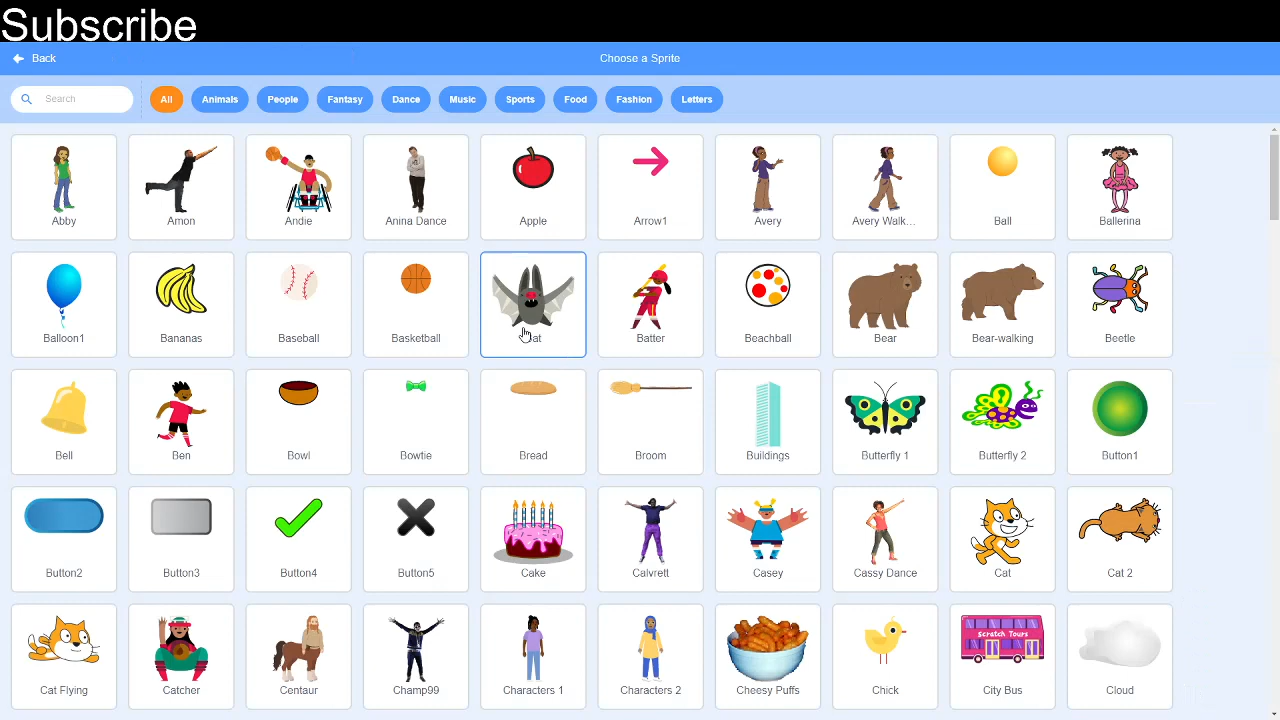 Subscribe
Back
Choose a Sprite
Search
All
Animals
People
Fantasy
Dance
Music
Sports
Food
Fashion
Letters
Abby
Amon
Andie
Anina Dance
Apple
Arrow1
Avery
Avery Walk...
Ball
Ballerina
Balloon1
Bananas
Baseball
Basketball
Batter
Beachball
Bear
Bear-walking
Beetle
Bell
Ben
Bowl
Bowtie
Bread
Broom
Buildings
Butterfly 1
Butterfly 2
Button1
Button2
Button3
Button4
Button5
Cake
Calvrett
Casey
Cassy Dance
Cat
Cat 2
Cat Flying
Catcher
Centaur
Champ99
Characters 1
Characters 2
Cheesy Puffs
Chick
Scratch Tours
City Bus
Cloud